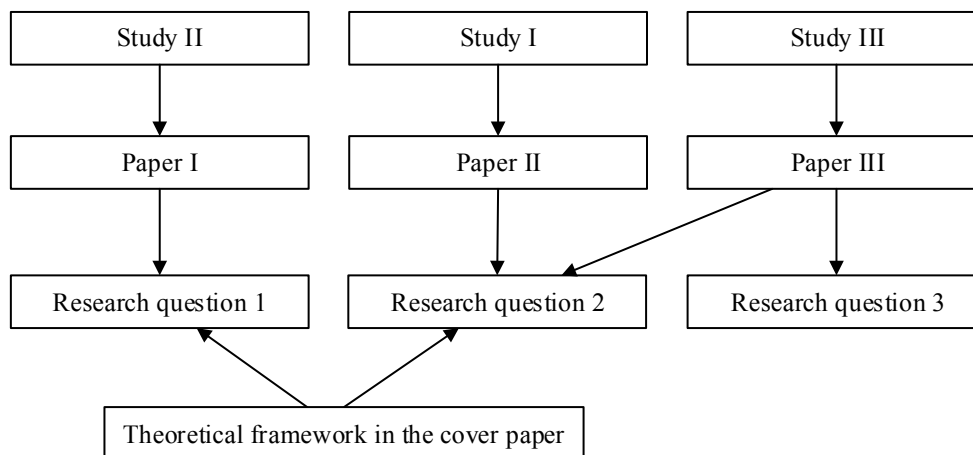 Study II
Study I
Study III
Paper I
Paper II
Paper III
Research question 1
Research question 2
Research question 3
Theoretical framework in the cover paper